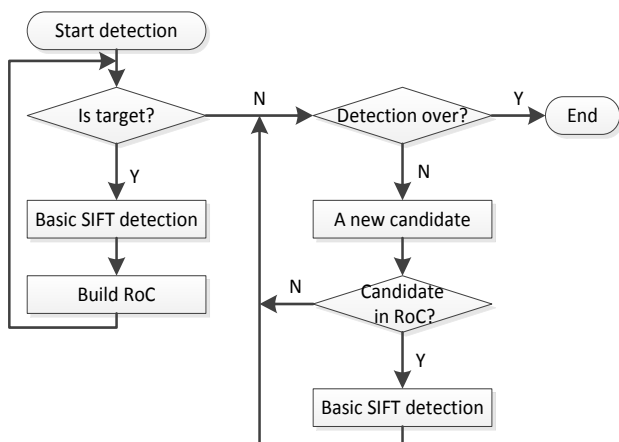 Start detection
Is target?
N
Detection over?
Y
End
Y
N
Basic SIFT detection
A new candidate
Build RoC
N
Candidate
in RoC?
Y
Basic SIFT detection